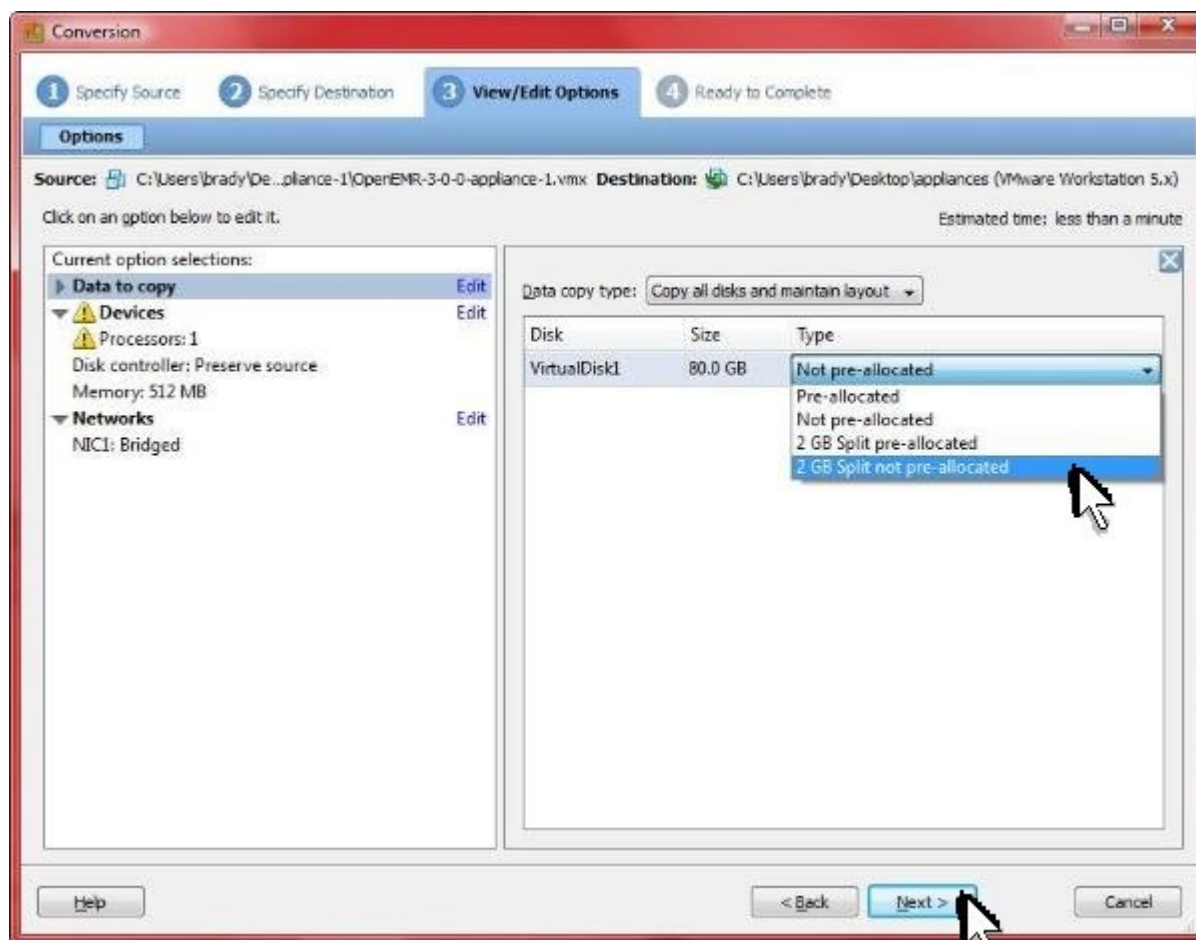 Conversion
1 Specify Source 2 Specify Destination 3 View/Edit Options 4 Ready to Complete
Options
Source: C:\Users\brady\De...pliance-1\OpenEMR-3-0-0-appliance-1.vmx Destination: C:\Users\brady\Desktop\appliances (VMware Workstation 5.x)
Click on an option below to edit it. Estimated time: less than a minute
Current option selections:
Data to copy Edit
Devices Edit
Processors: 1
Disk controller: Preserve source
Memory: 512 MB
Networks Edit
NIC1: Bridged
Data copy type: Copy all disks and maintain layout
Disk Size Type
VirtualDisk1 80.0 GB Not pre-allocated
Pre-allocated
Not pre-allocated
2 GB Split pre-allocated
2 GB Split not pre-allocated
Help < Back Next > Cancel